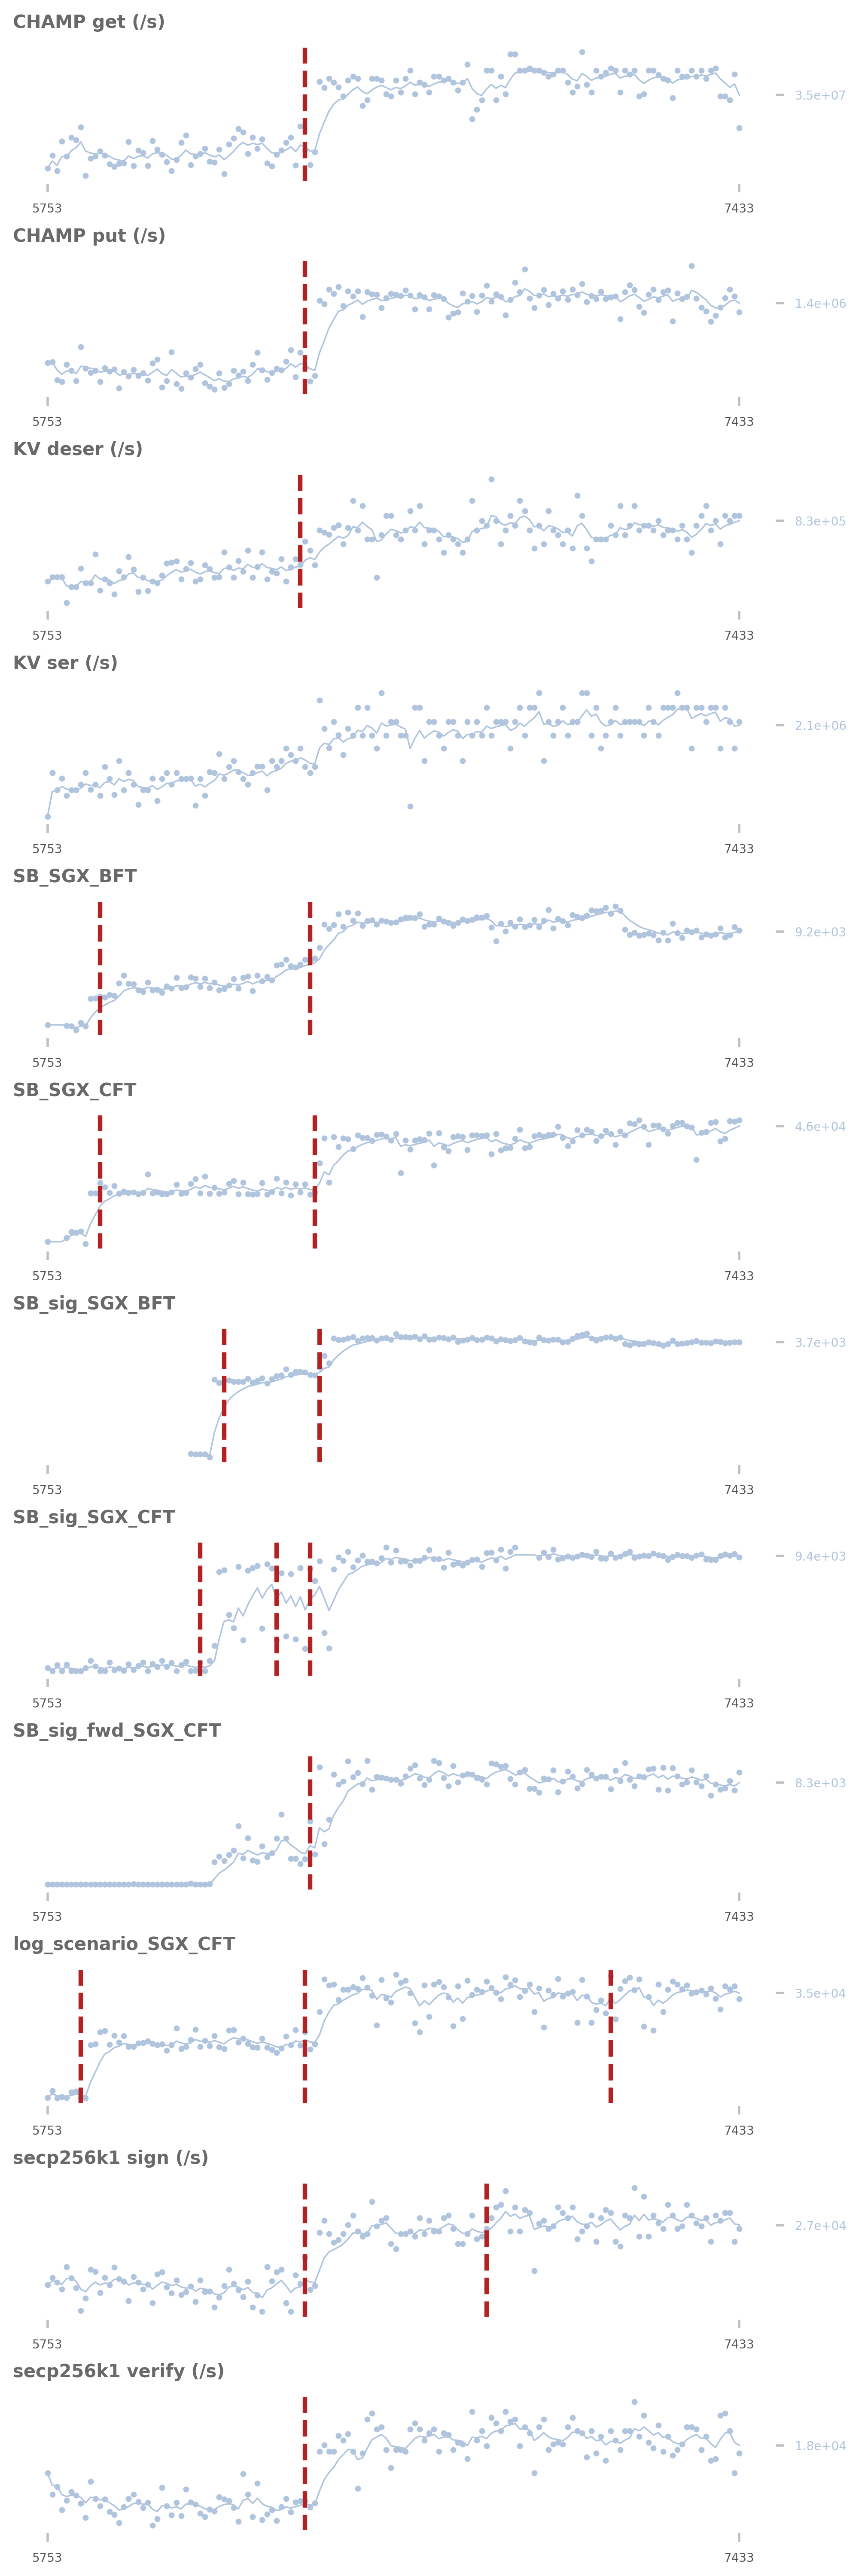 CHAMP get (/s)
3.5e+07
5753 7433
CHAMP put (/s)
1.4e+06
5753 7433
KV deser (/s)
8.3e+05
5753 7433
KV ser (/s)
2.1e+06
5753 7433
SB_SGX_BFT
9.2e+03
5753 7433
SB_SGX_CFT
4.6e+04
5753 7433
SB_sig_SGX_BFT
3.7e+03
5753 7433
SB_sig_SGX_CFT
9.4e+03
5753 7433
SB_sig_fwd_SGX_CFT
8.3e+03
5753 7433
log_scenario_SGX_CFT
3.5e+04
5753 7433
secp256k1 sign (/s)
2.7e+04
5753 7433
secp256k1 verify (/s)
1.8e+04
5753 7433